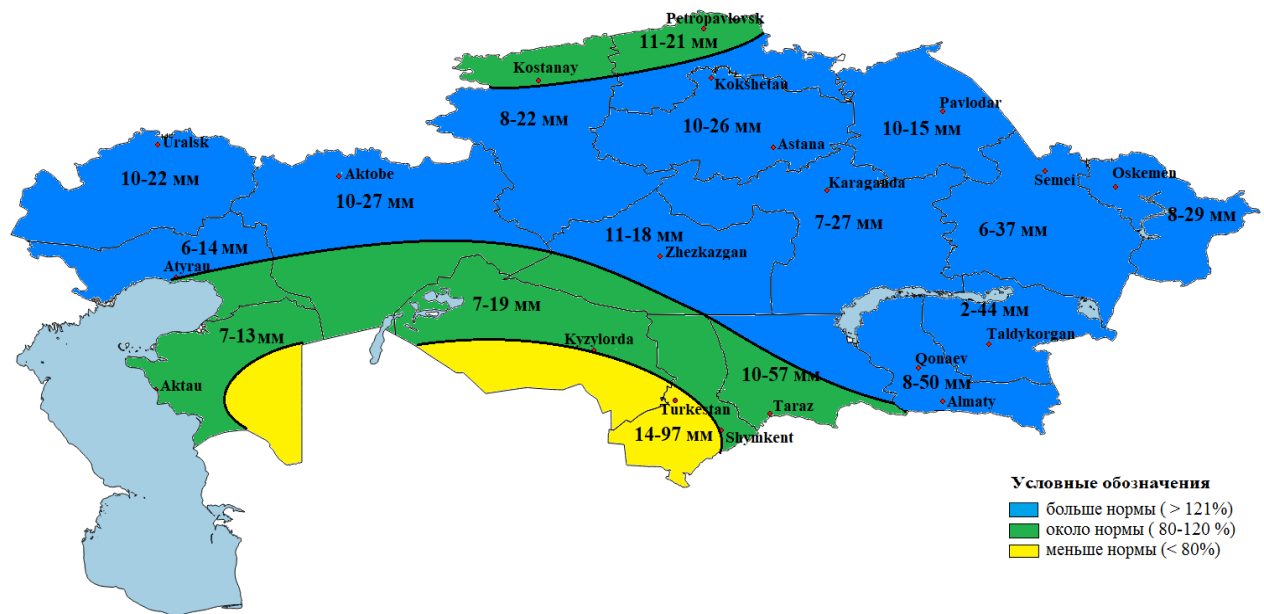 Petropavlovsk
11-21 мм
Kostanay
Kokshetau
8-22 мм
10-26 мм
Pavlodar
10-15 мм
Uralsk
Astana
10-22 мм
Aktobe
10-27 мм
Karaganda
Semei
Oskemen
7-27 мм
6-37 мм
8-29 мм
6-14 мм
11-18 мм
Zhezkazgan
Atyrau
7-19 мм
2-44 мм
7-13 мм
Kyzylorda
Taldykorgan
Aktau
10-57 мм
Qonaev
8-50 мм
Turkestan
Taraz
Almaty
14-97 мм
Shymkent
Условные обозначения
больше нормы ( > 121%)
около нормы ( 80-120 %)
меньше нормы (< 80%)